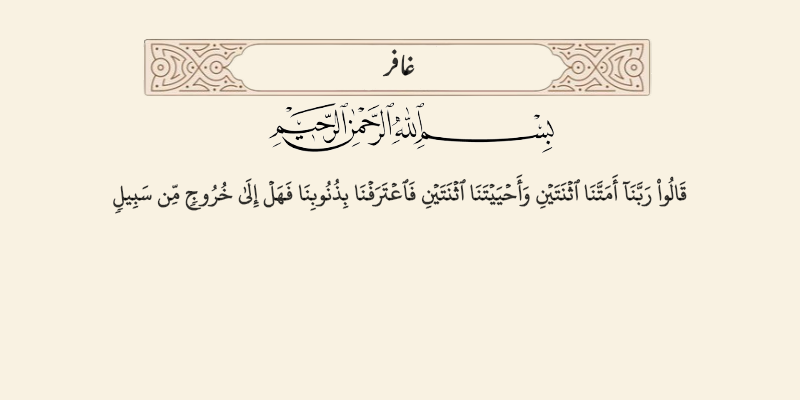 غافر
بِسْمِ ٱللَّهِ ٱلرَّحْمَٰنِ ٱلرَّحِيمِ
قَالُوا۟ رَبَّنَآ أَمَتَّنَا ٱثْنَتَيْنِ وَأَحْيَيْتَنَا ٱثْنَتَيْنِ فَٱعْتَرَفْنَا بِذُنُوبِنَا فَهَلْ إِلَىٰ خُرُوجٍ مِّن سَبِيلٍ